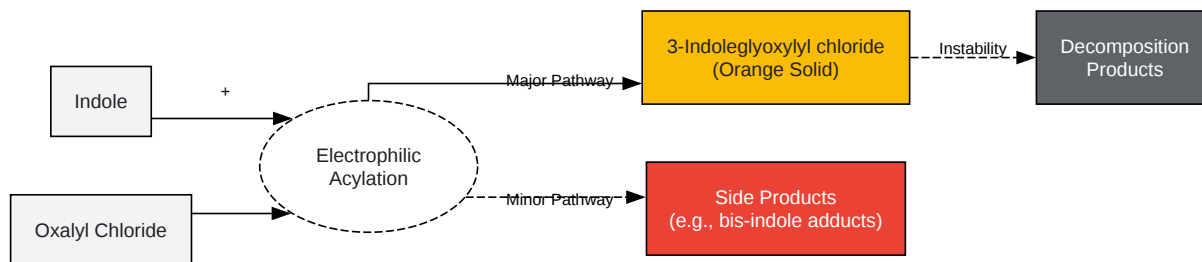 Indole
+
Oxalyl Chloride
Electrophilic
Acylation
Major Pathway
3-Indoleglyoxylyl chloride
(Orange Solid)
Instability
Decomposition
Products
Minor Pathway
Side Products
(e.g., bis-indole adducts)